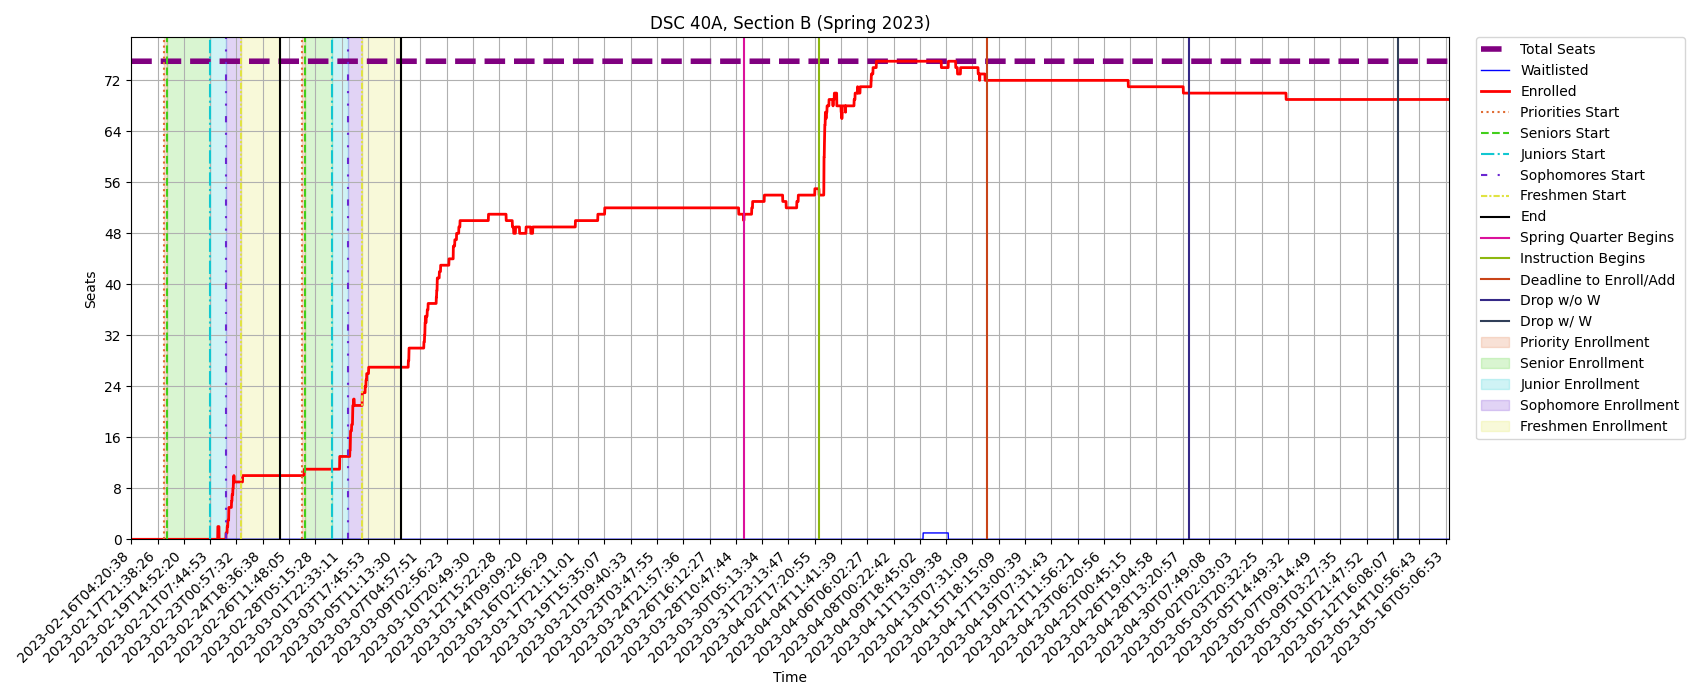 DSC 40A, Section B (Spring 2023)
Total Seats
Waitlisted
Enrolled
Priorities Start
Seniors Start
Juniors Start
Sophomores Start
Freshmen Start
End
Spring Quarter Begins
Instruction Begins
Deadline to Enroll/Add
Drop w/o W
Drop w/ W
Priority Enrollment
Senior Enrollment
Junior Enrollment
Sophomore Enrollment
Freshmen Enrollment
Seats
72
64
56
48
40
32
24
16
8
0
2023-02-16T04:20:38
2023-02-17T21:38:26
2023-02-19T14:52:20
2023-02-21T07:44:53
2023-02-23T00:57:32
2023-02-24T18:36:38
2023-02-26T11:48:05
2023-02-28T05:15:28
2023-03-01T22:33:11
2023-03-03T17:45:53
2023-03-05T11:13:30
2023-03-07T04:57:51
2023-03-09T02:56:23
2023-03-10T20:49:30
2023-03-12T15:22:28
2023-03-14T09:09:20
2023-03-16T02:56:29
2023-03-17T21:11:01
2023-03-19T15:35:07
2023-03-21T09:40:33
2023-03-23T03:47:55
2023-03-24T21:57:36
2023-03-26T16:12:27
2023-03-28T10:47:44
2023-03-30T05:13:34
2023-03-31T23:13:47
2023-04-02T17:20:55
2023-04-04T11:41:39
2023-04-06T06:02:27
2023-04-08T00:22:42
2023-04-09T18:45:02
2023-04-11T13:09:38
2023-04-13T07:31:09
2023-04-15T18:15:09
2023-04-17T13:00:39
2023-04-19T07:31:43
2023-04-21T11:56:21
2023-04-23T06:20:56
2023-04-25T00:45:15
2023-04-26T19:04:58
2023-04-28T13:20:57
2023-04-30T07:49:08
2023-05-02T02:03:03
2023-05-03T20:32:25
2023-05-05T14:49:32
2023-05-07T09:14:49
2023-05-09T03:27:35
2023-05-10T21:47:52
2023-05-12T16:08:07
2023-05-14T10:56:43
2023-05-16T05:06:53
Time